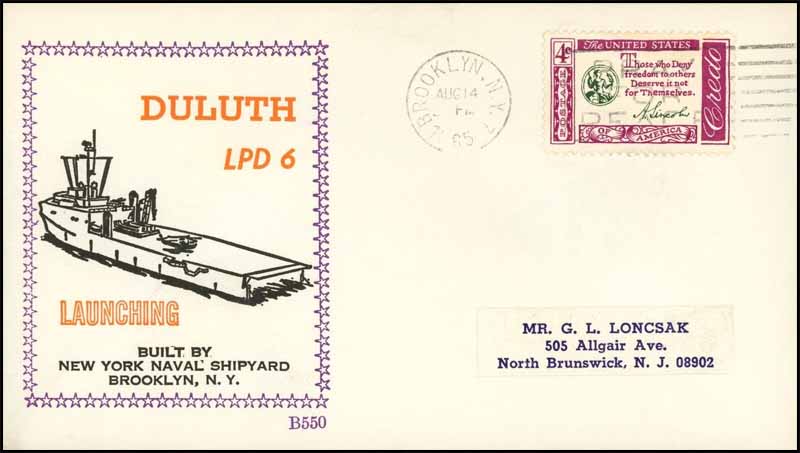 DULUTH
LPD 6
LAUNCHING
BUILT BY
NEW YORK NAVAL SHIPYARD
BROOKLYN, N. Y.
B550
BROOKLYN, N.Y.
AUG 14
65
4¢
The UNITED STATES
Those who Deny
freedom to others
Deserve it not
for Themselves.
A. Lincoln
OF AMERICA
Credo
MR. G. L. LONCSAK
505 Allgair Ave.
North Brunswick, N. J. 08902